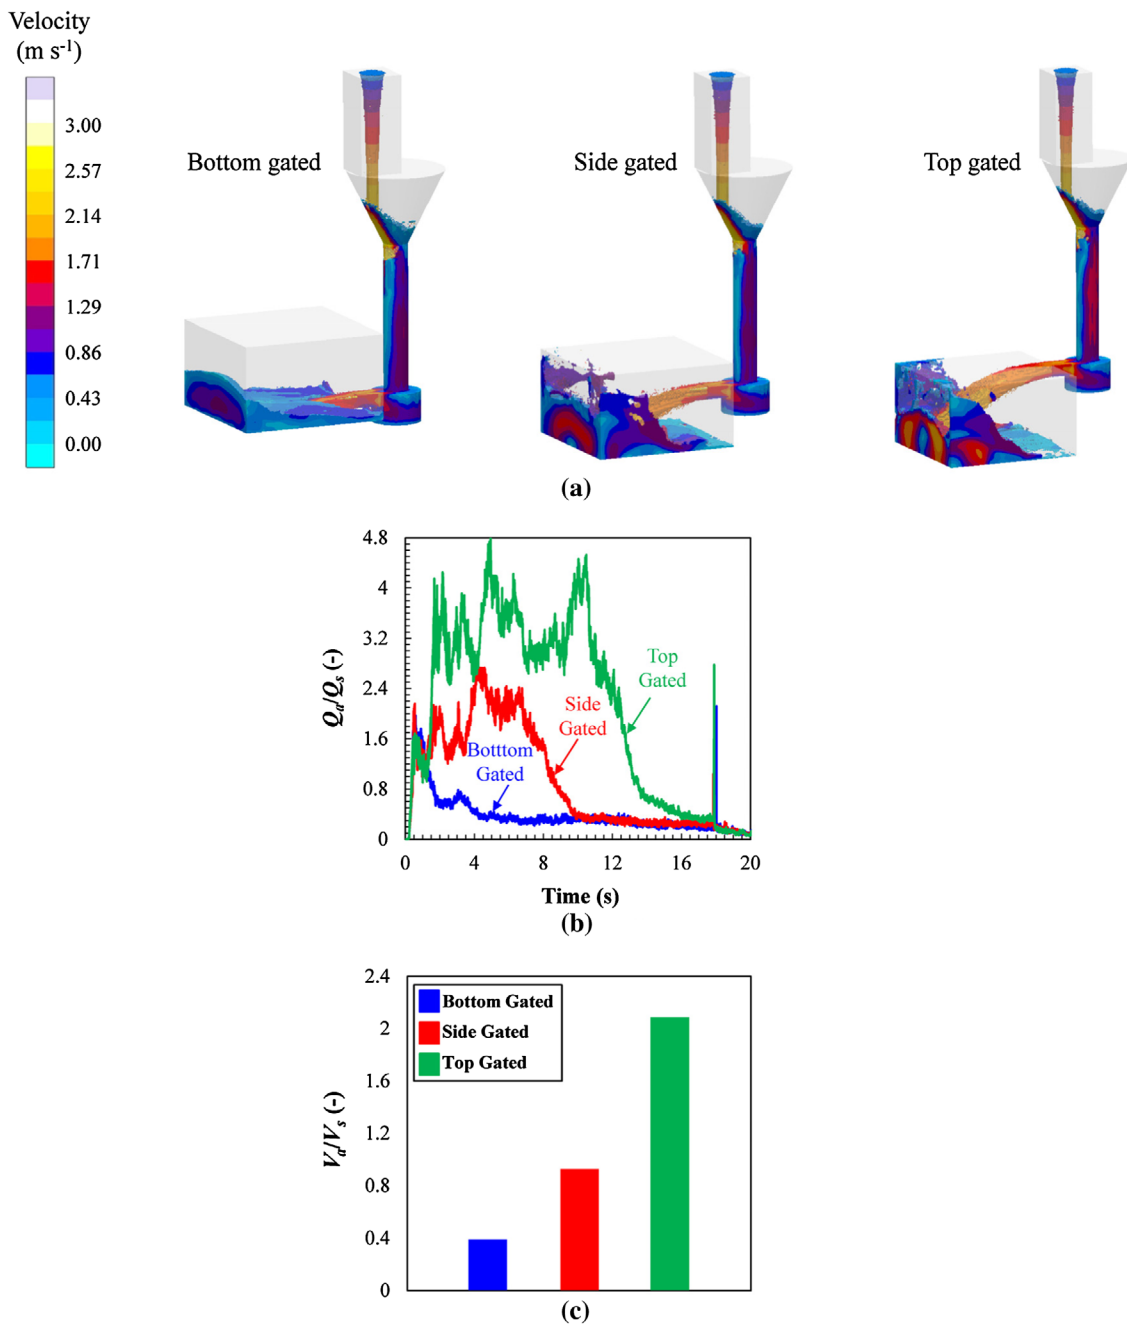 Velocity
(m s-1)
3.00
2.57
2.14
1.71
1.29
0.86
0.43
0.00
Bottom gated
Side gated
Top gated
(a)
4.8
4
3.2
2.4
1.6
0.8
0
Qa/Qs (-)
Top
Gated
Side
Gated
Botttom
Gated
0 4 8 12 16 20
Time (s)
(b)
2.4
2
1.6
1.2
0.8
0.4
0
Va/Vs (-)
Bottom Gated
Side Gated
Top Gated
(c)